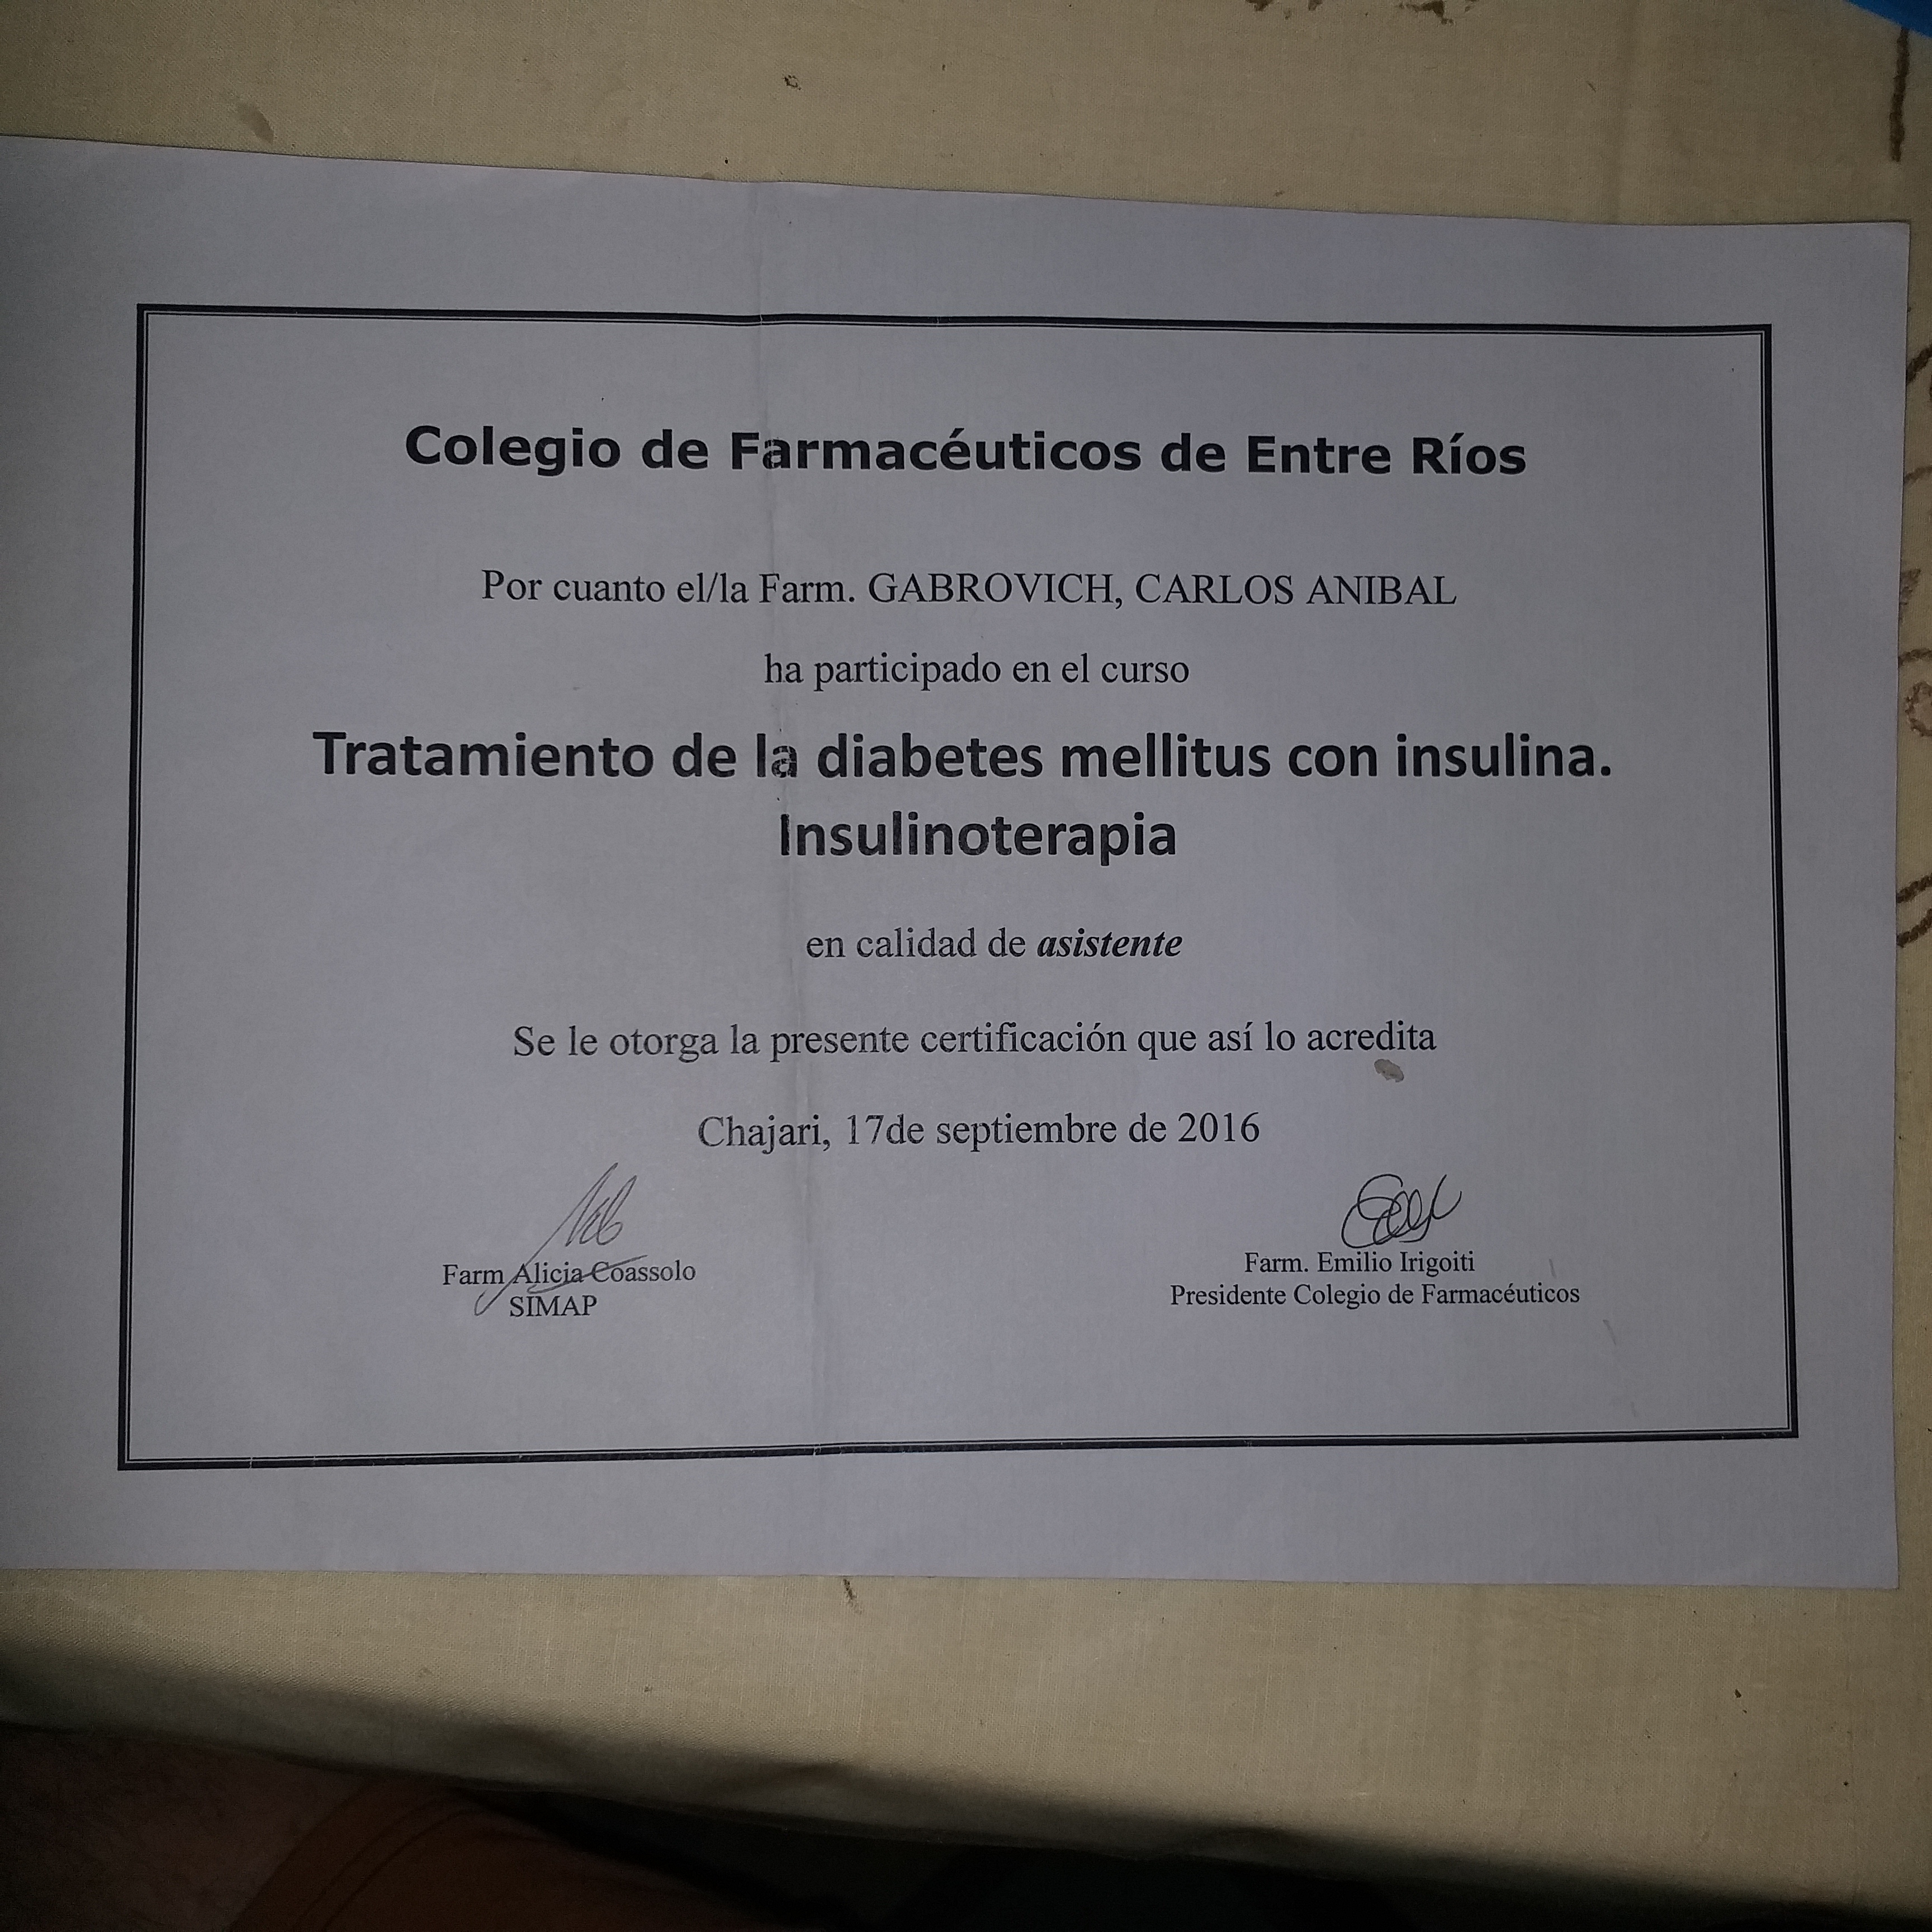 Colegio de Farmacéuticos de Entre Ríos
Por cuanto el/la Farm. GABROVICH, CARLOS ANIBAL
ha participado en el curso
Tratamiento de la diabetes mellitus con insulina.
Insulinoterapia
en calidad de asistente
Se le otorga la presente certificación que así lo acredita
Chajari, 17de septiembre de 2016
Farm Alicia Coassolo
SIMAP
Farm. Emilio Irigoiti
Presidente Colegio de Farmacéuticos